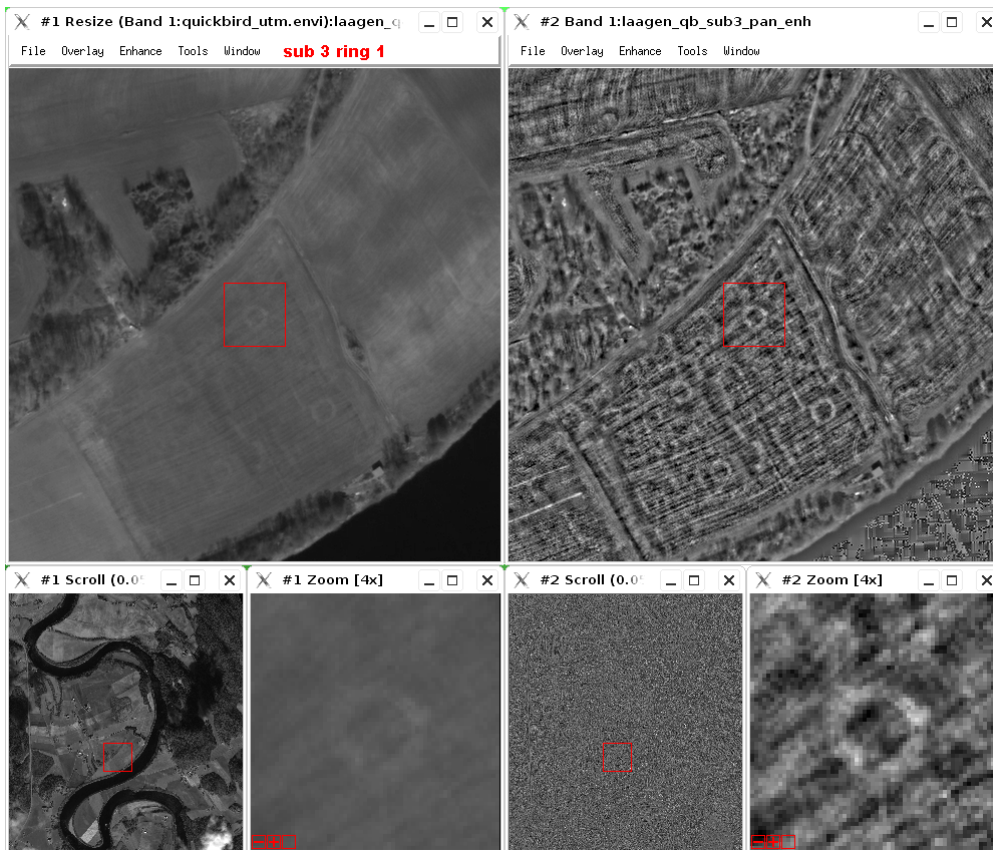 #1 Resize (Band 1:quickbird_utm.envi):laagen_q
File Overlay Enhance Tools Window sub 3 ring 1
#2 Band 1:laagen_qb_sub3_pan_enh
File Overlay Enhance Tools Window
#1 Scroll (0.0
#1 Zoom [4x]
#2 Scroll (0.0
#2 Zoom [4x]